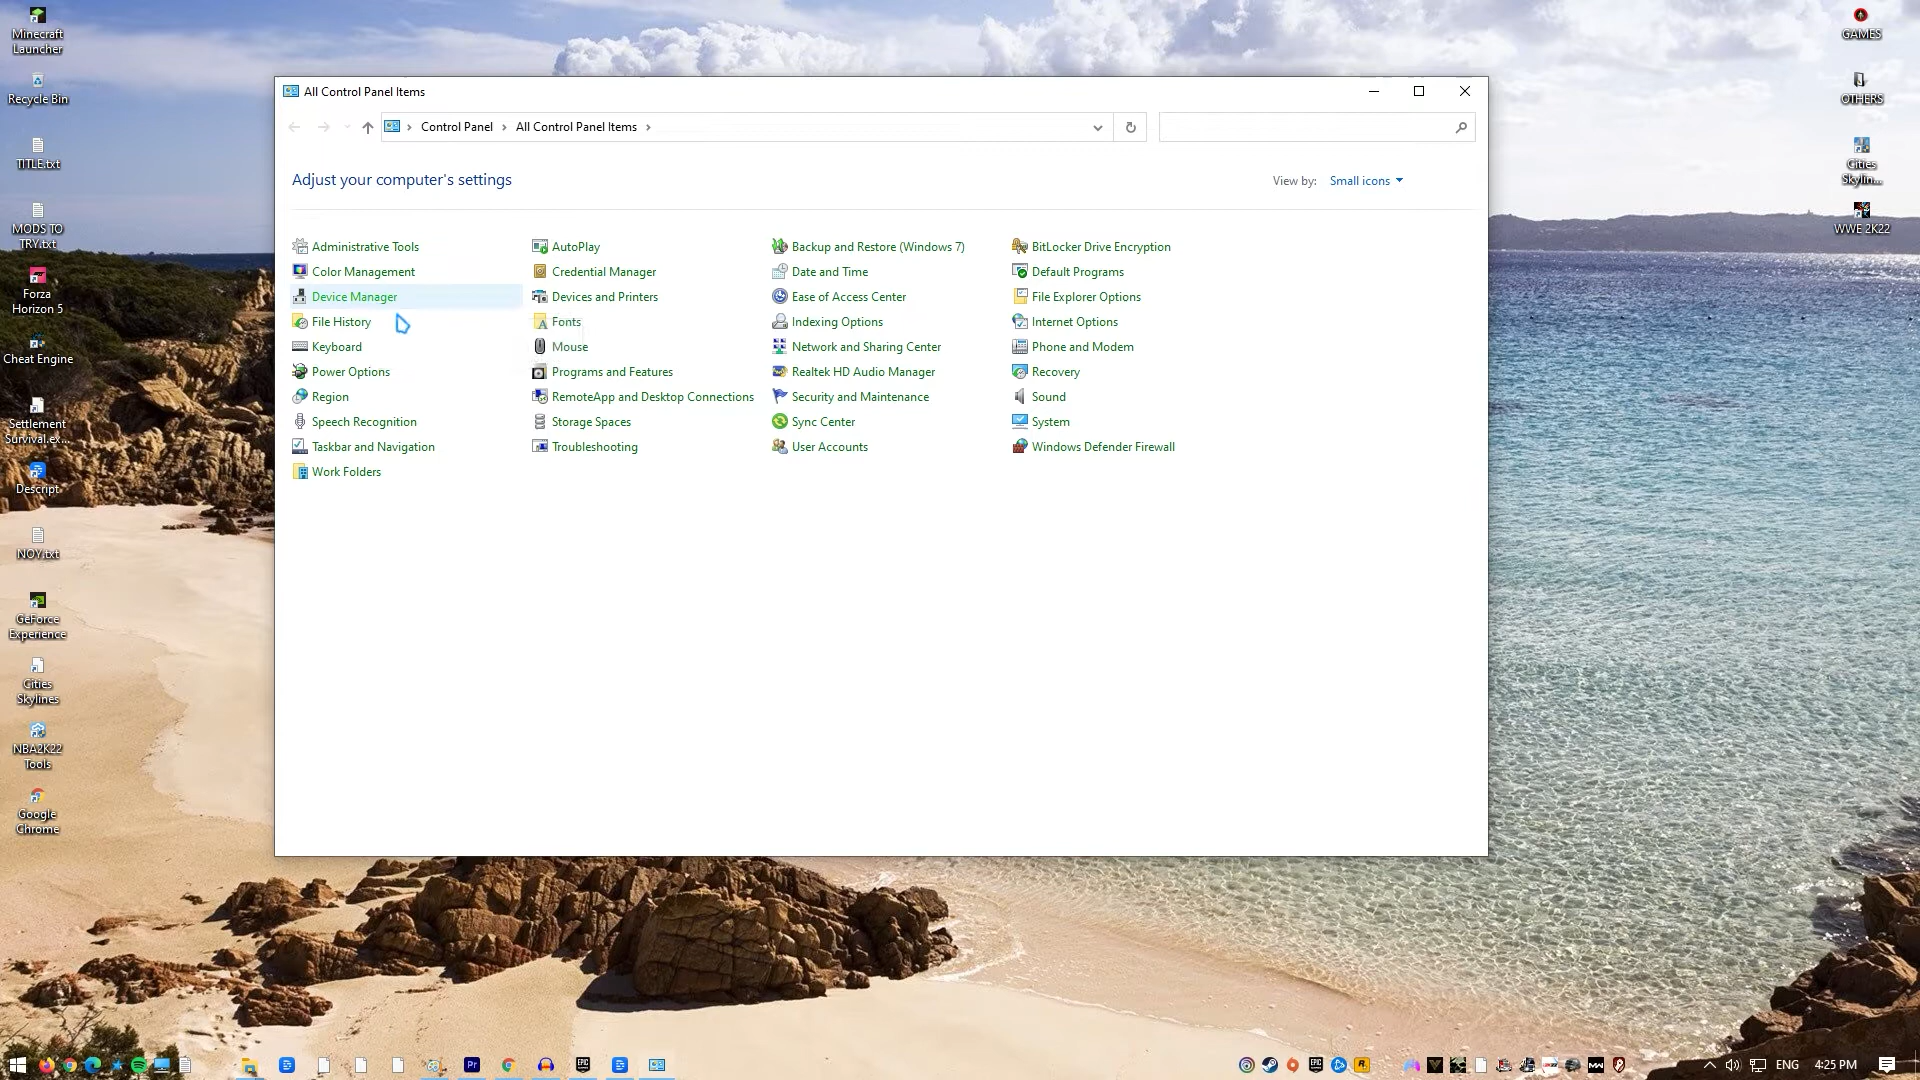 Minecraft
Launcher
Recycle Bin
TITLE.txt
MODS TO
TRY.txt
Forza
Horizon 5
Cheat Engine
Settlement
Survival.ex...
Descript
NOY.txt
GeForce
Experience
Cities
Skylines
NBA2K22
Tools
Google
Chrome
All Control Panel Items
Control Panel
All Control Panel Items
Adjust your computer's settings
View by: Small icons
Administrative Tools
AutoPlay
Backup and Restore (Windows 7)
BitLocker Drive Encryption
Color Management
Credential Manager
Date and Time
Default Programs
Device Manager
Devices and Printers
Ease of Access Center
File Explorer Options
File History
Fonts
Indexing Options
Internet Options
Keyboard
Mouse
Network and Sharing Center
Phone and Modem
Power Options
Programs and Features
Realtek HD Audio Manager
Recovery
Region
RemoteApp and Desktop Connections
Security and Maintenance
Sound
Speech Recognition
Storage Spaces
Sync Center
System
Taskbar and Navigation
Troubleshooting
User Accounts
Windows Defender Firewall
Work Folders
GAMES
OTHERS
Cities
Skylin...
WWE 2K22
Pr
EPIC
EPIC
R
MW
ENG
4:25 PM